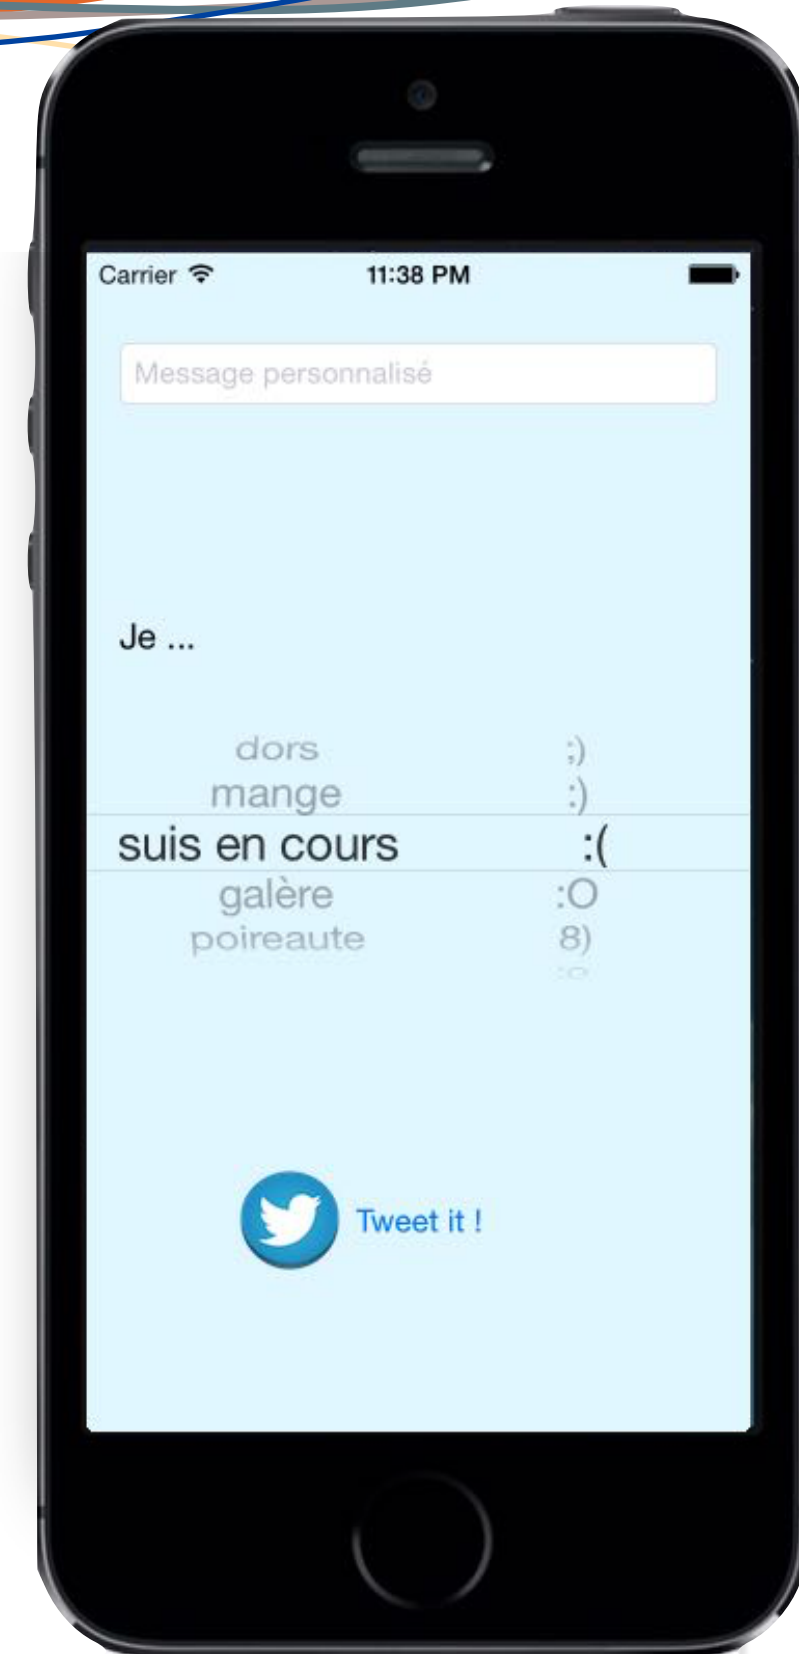 Carrier 11:38 PM
Message personnalisé
Je ...
dors ;)
mange :)
suis en cours :(
galère :O
poireaute 8)
Tweet it !